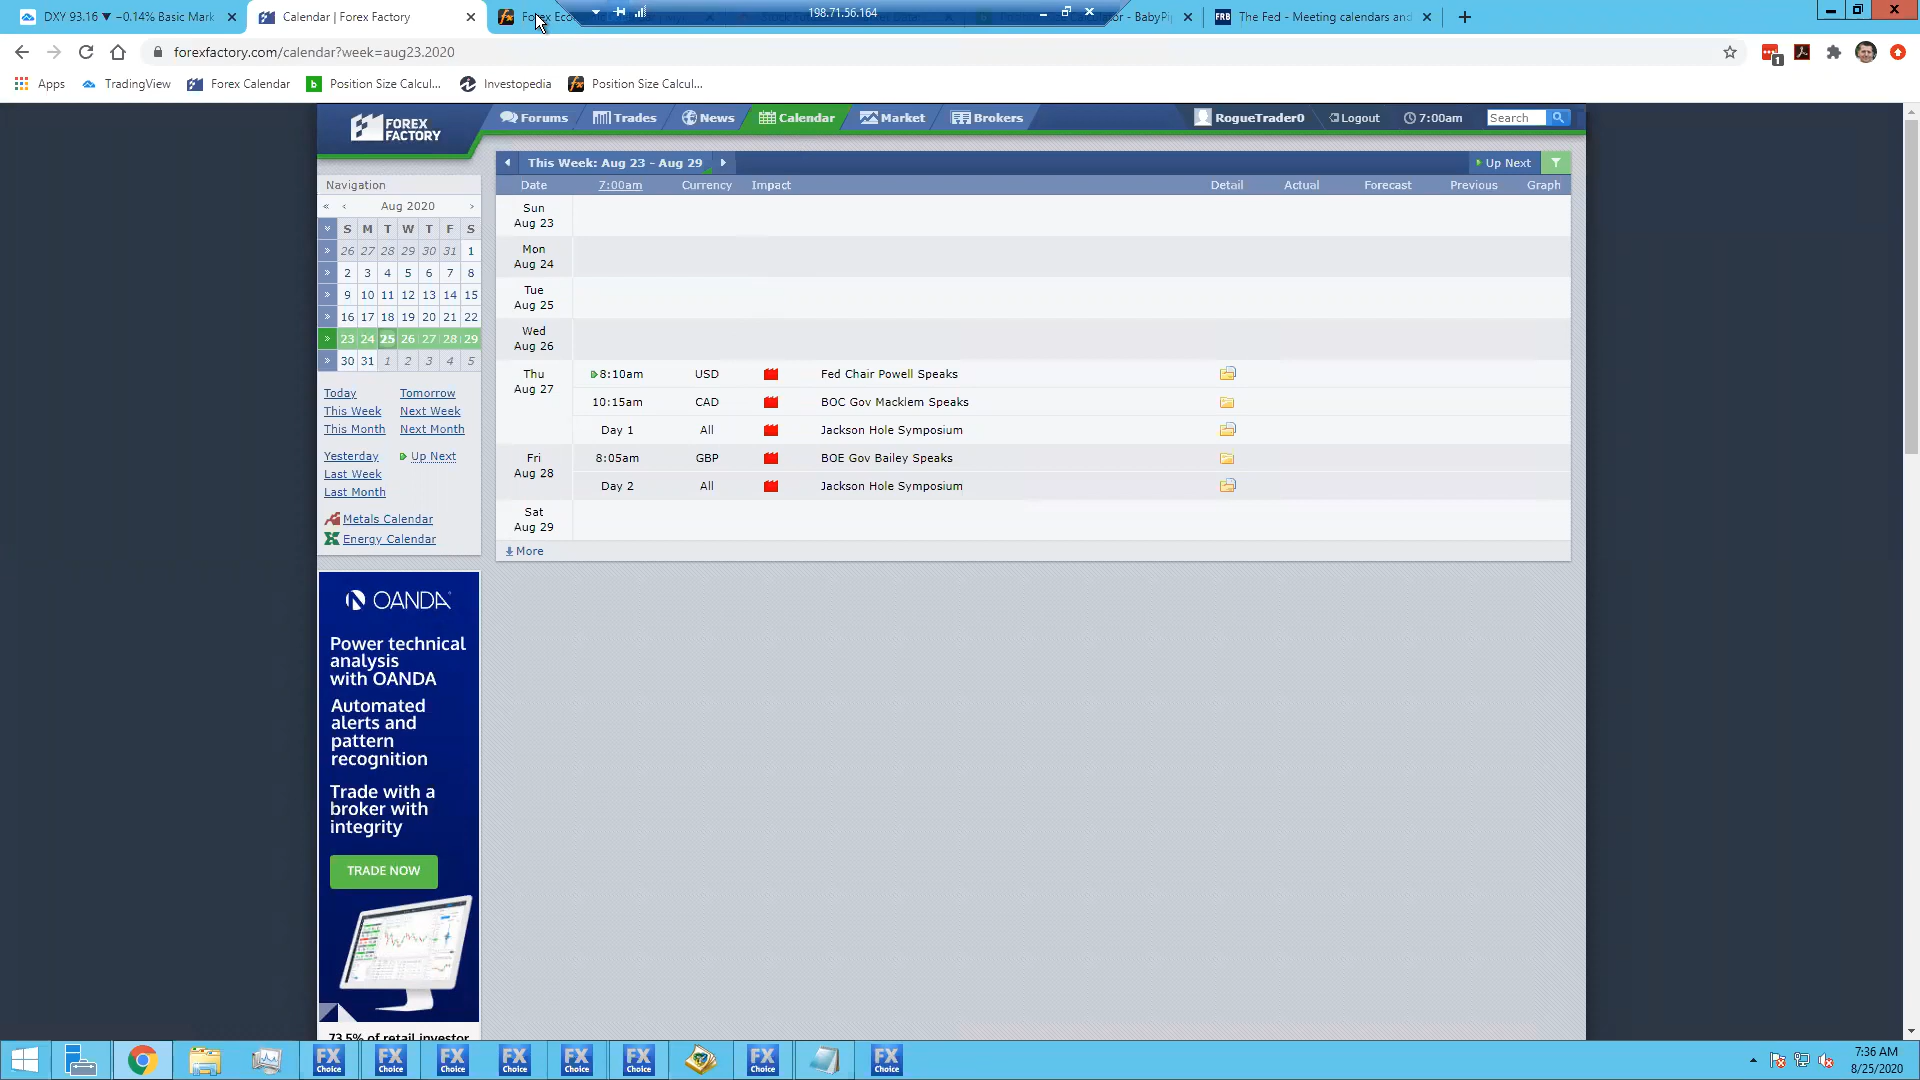 DXY 93.16 ▼ −0.14% Basic Mark
Calendar | Forex Factory
198.71.56.164
The Fed - Meeting calendars and
forexfactory.com/calendar?week=aug23.2020
1
Apps
TradingView
Forex Calendar
Position Size Calcul...
Investopedia
Position Size Calcul...
FOREX FACTORY
Forums
Trades
News
Calendar
Market
Brokers
RogueTrader0
Logout
7:00am
Search
This Week: Aug 23 - Aug 29
Up Next
Date 7:00am Currency Impact Detail Actual Forecast Previous Graph
Sun
Aug 23
Mon
Aug 24
Tue
Aug 25
Wed
Aug 26
Thu
Aug 27
8:10am USD Fed Chair Powell Speaks
10:15am CAD BOC Gov Macklem Speaks
Day 1 All Jackson Hole Symposium
Fri
Aug 28
8:05am GBP BOE Gov Bailey Speaks
Day 2 All Jackson Hole Symposium
Sat
Aug 29
More
Navigation
« ‹ Aug 2020 ›
S M T W T F S
26 27 28 29 30 31 1
2 3 4 5 6 7 8
9 10 11 12 13 14 15
16 17 18 19 20 21 22
23 24 25 26 27 28 29
30 31 1 2 3 4 5
Today Tomorrow
This Week Next Week
This Month Next Month
Yesterday Up Next
Last Week
Last Month
Metals Calendar
Energy Calendar
OANDA
Power technical
analysis
with OANDA
Automated
alerts and
pattern
recognition
Trade with a
broker with
integrity
TRADE NOW
73.5% of retail investor
FX Choice
FX Choice
FX Choice
FX Choice
FX Choice
FX Choice
FX Choice
FX Choice
7:36 AM
8/25/2020